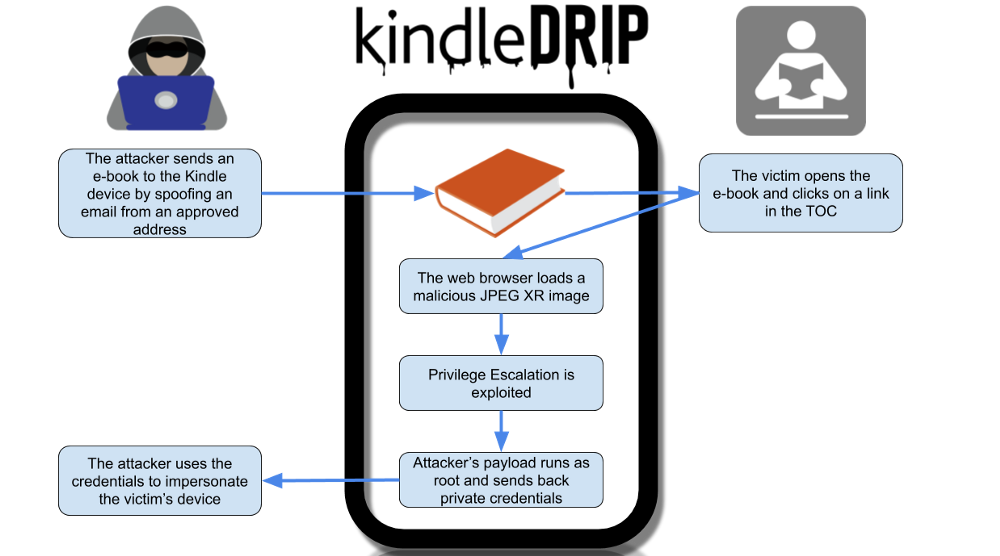 kindleDRIP
The attacker sends an
e-book to the Kindle
device by spoofing an
email from an approved
address
The victim opens the
e-book and clicks on a link
in the TOC
The web browser loads a
malicious JPEG XR image
Privilege Escalation is
exploited
Attacker’s payload runs as
root and sends back
private credentials
The attacker uses the
credentials to impersonate
the victim’s device